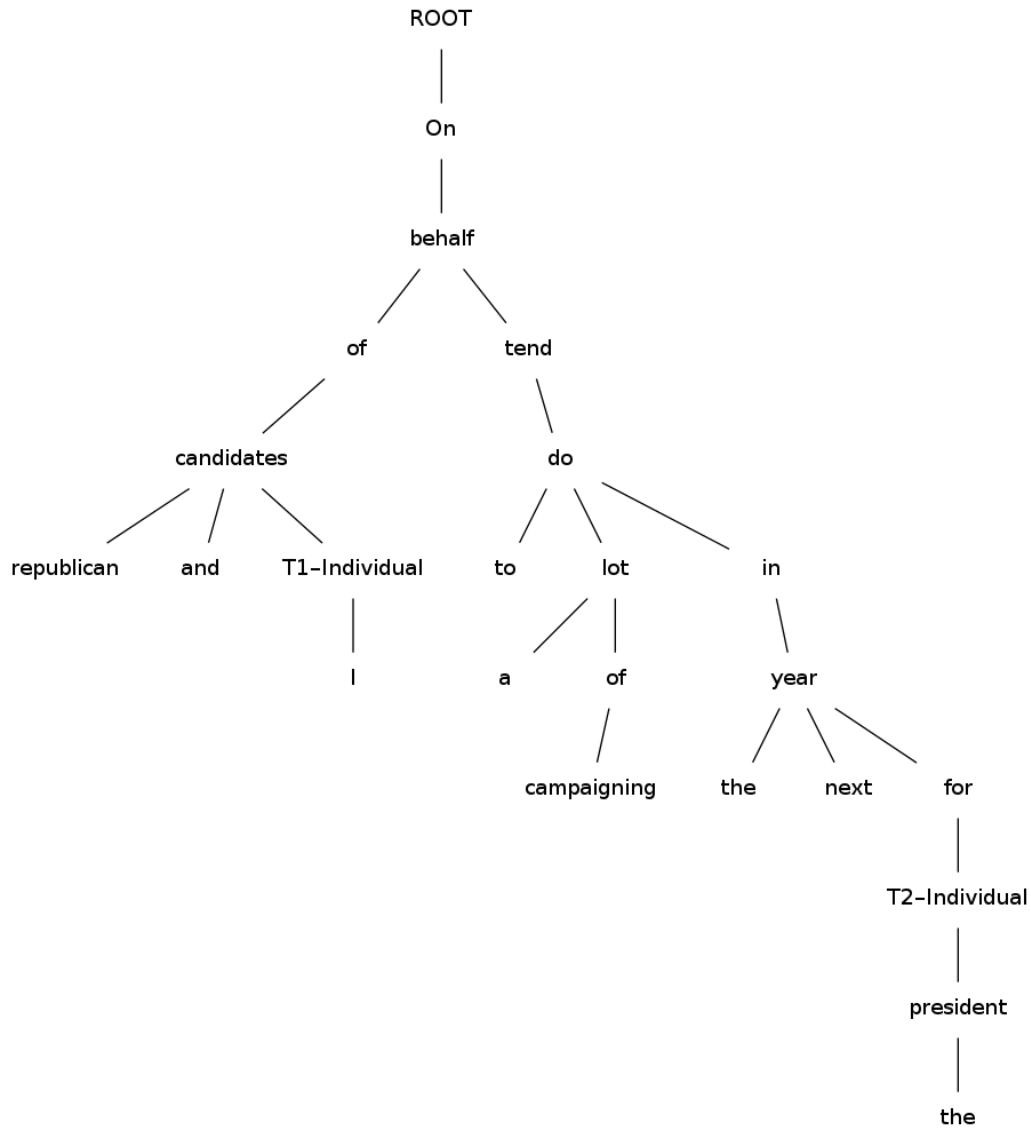 ROOT
On
behalf
of tend
candidates do
republican and T1-Individual to lot in
I a of year
campaigning the next for
T2-Individual
president
the